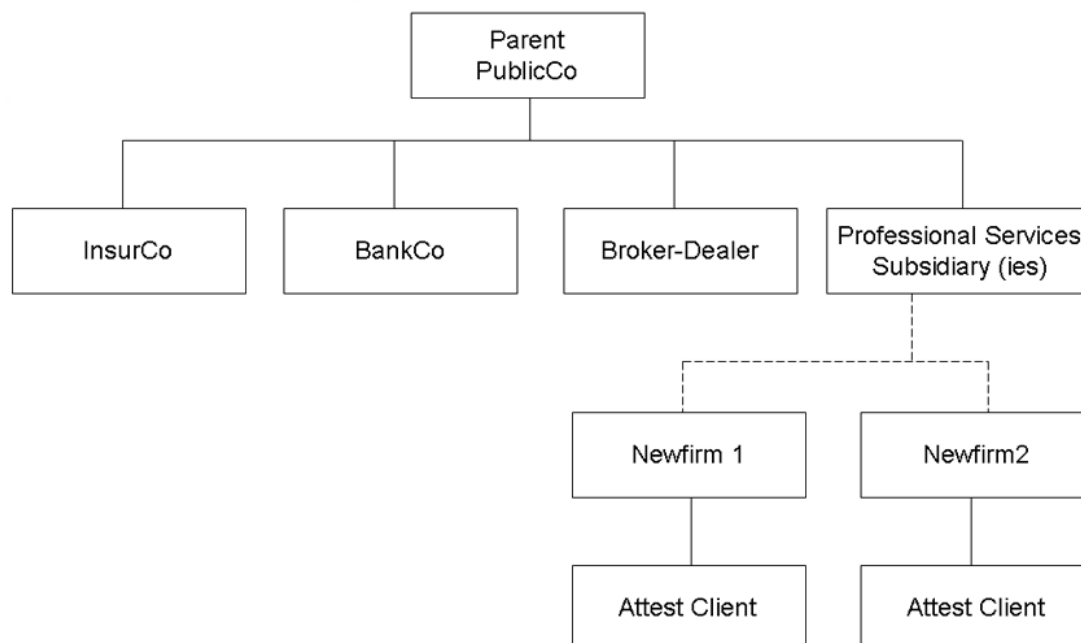 Parent
PublicCo
InsurCo
BankCo
Broker-Dealer
Professional Services
Subsidiary (ies)
Newfirm 1
Newfirm2
Attest Client
Attest Client